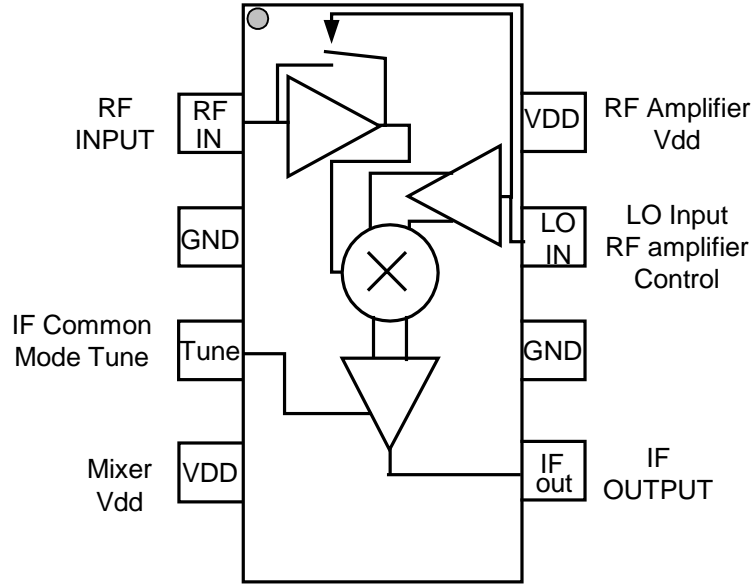 RF
INPUT
RF
IN
VDD
RF Amplifier
Vdd
GND
LO
IN
LO Input
RF amplifier
Control
IF Common
Mode Tune
Tune
GND
Mixer
Vdd
VDD
IF
out
IF
OUTPUT